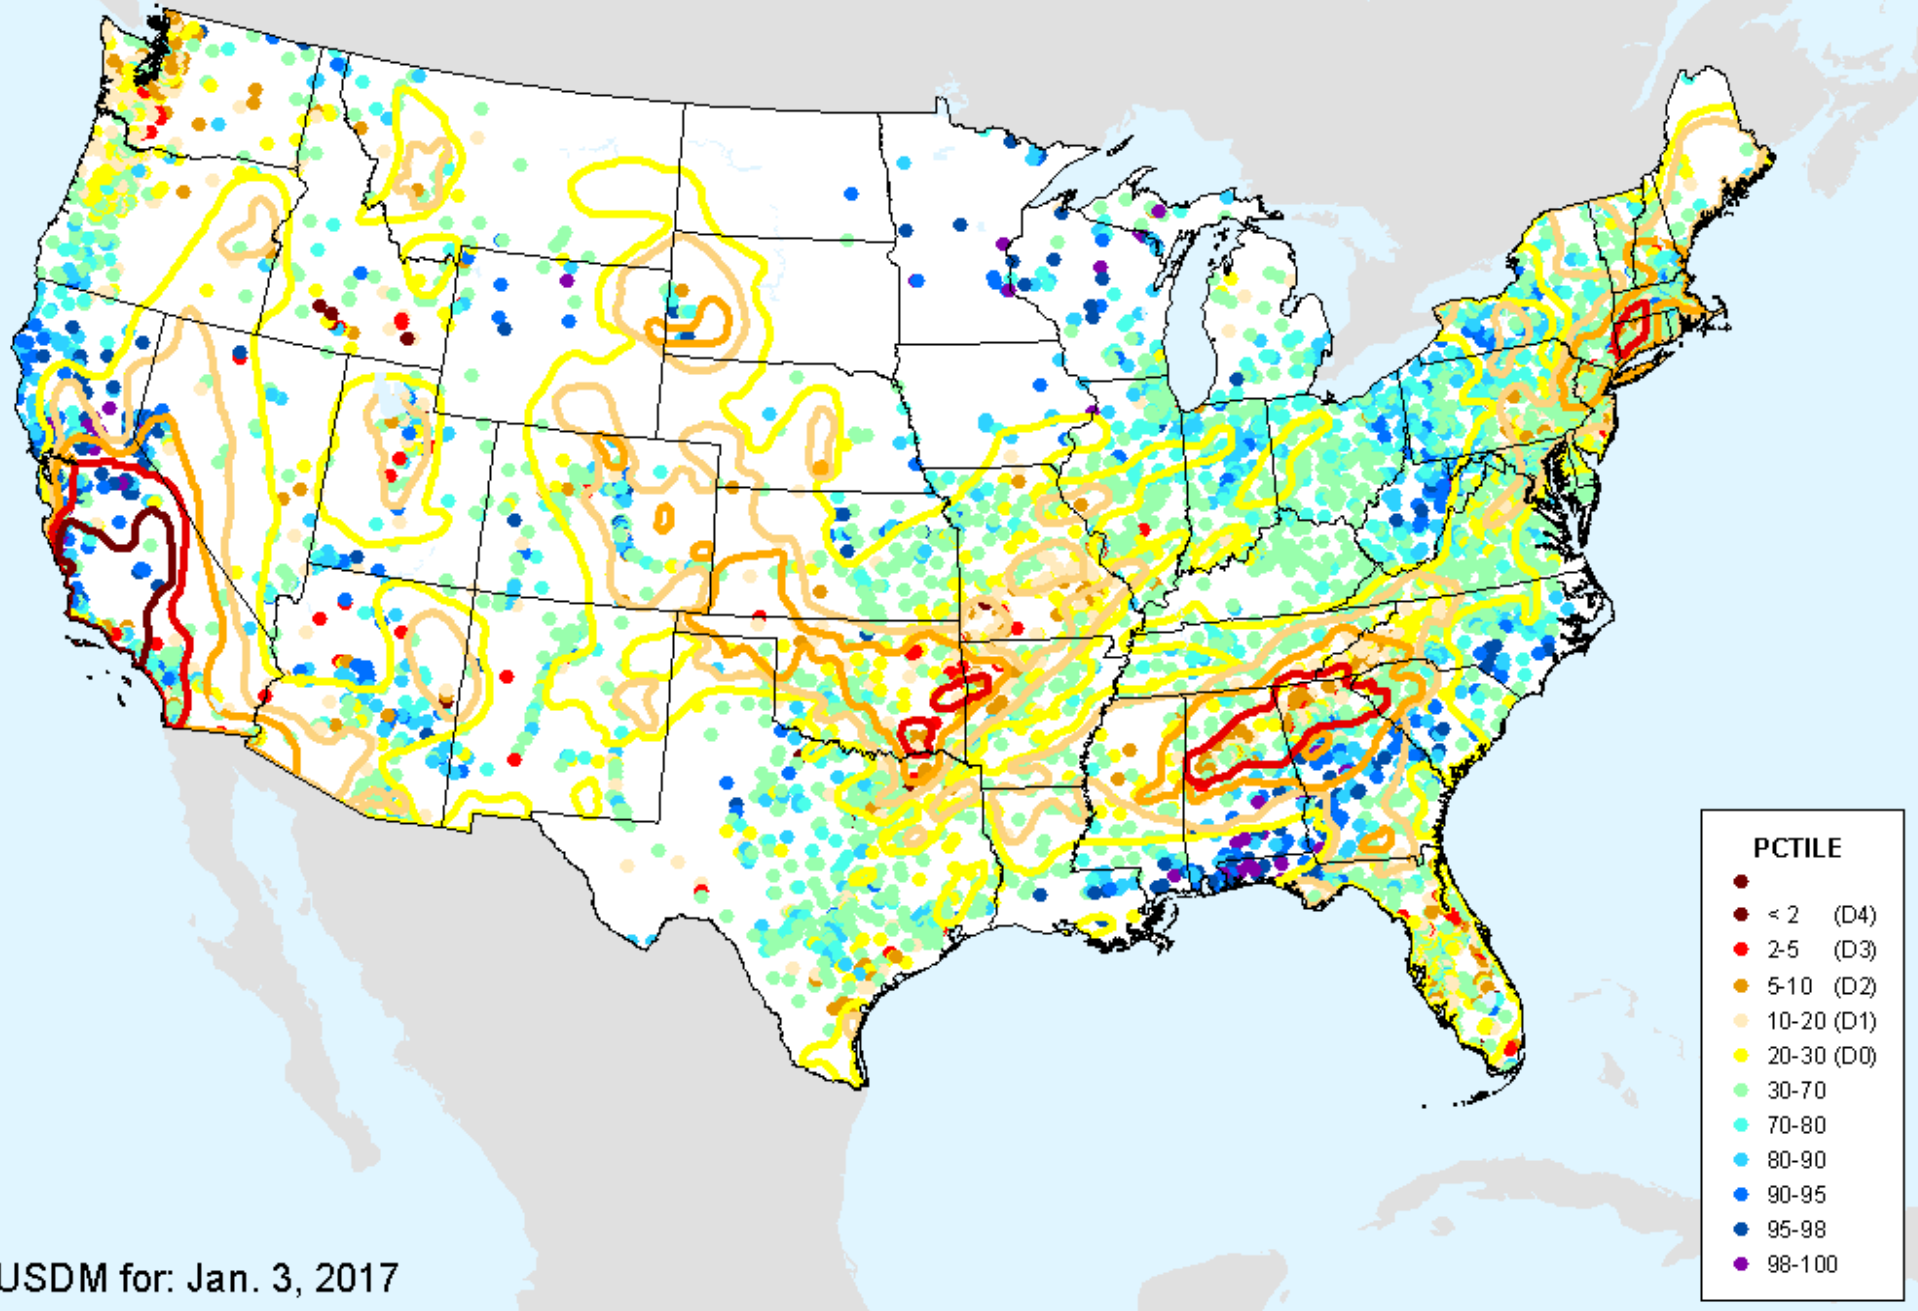 PCTILE
< 2 (D4)
2-5 (D3)
5-10 (D2)
10-20 (D1)
20-30 (D0)
30-70
70-80
80-90
90-95
95-98
98-100
USDM for: Jan. 3, 2017